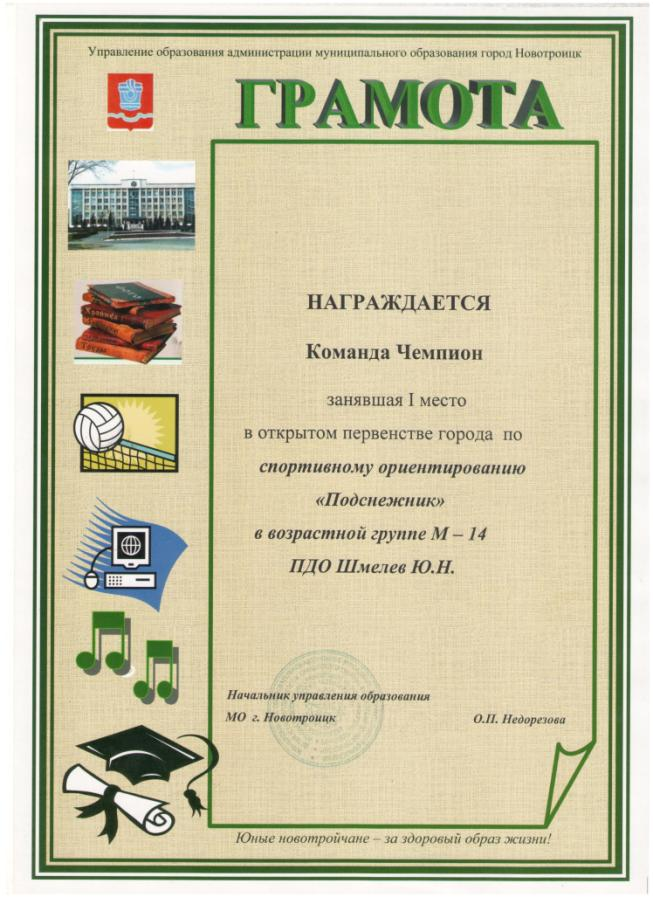 Управление образования администрации муниципального образования город Новотроицк
ГРАМОТА
НАГРАЖДАЕТСЯ
Команда Чемпион
занявшая I место
в открытом первенстве города по
спортивному ориентированию
«Подснежник»
в возрастной группе М – 14
ПДО Шмелев Ю.Н.
Начальник управления образования
МО г. Новотроицк
О.П. Недорезова
Юные новотройчане – за здоровый образ жизни!